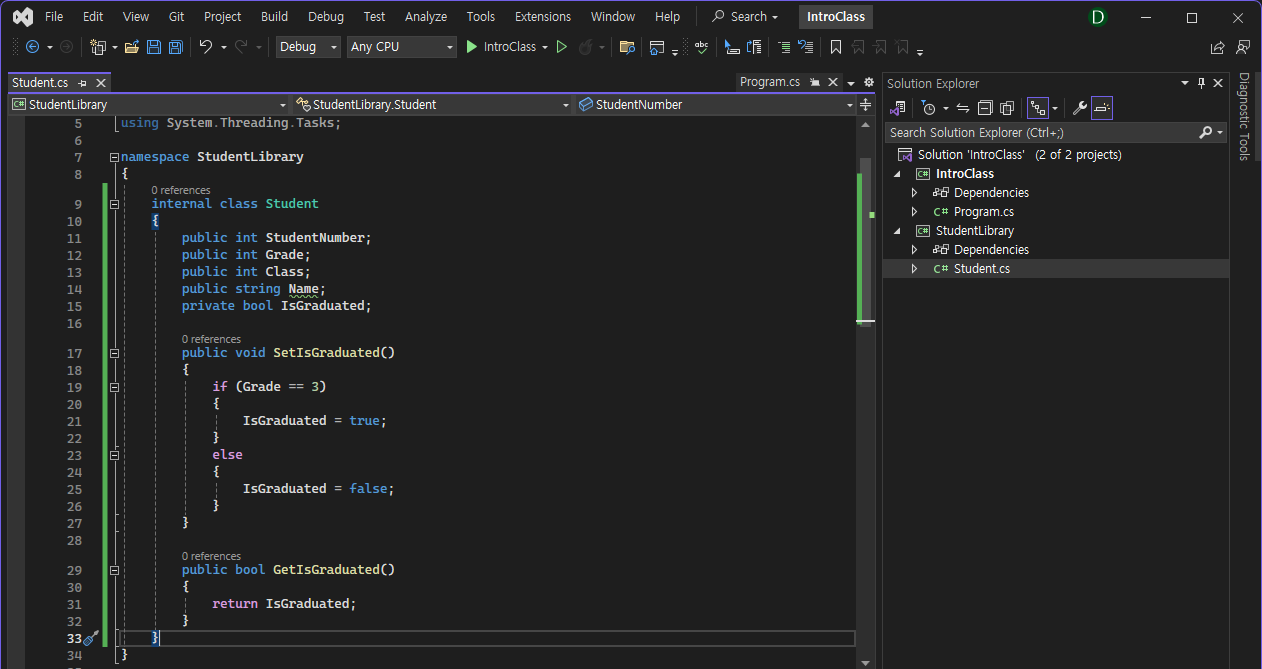 File Edit View Git Project Build Debug Test Analyze Tools Extensions Window Help Search IntroClass D
Debug Any CPU IntroClass abc
Student.cs Program.cs
C# StudentLibrary StudentLibrary.Student StudentNumber
5 using System.Threading.Tasks;
6
7 namespace StudentLibrary
8 {
0 references
9 internal class Student
10 {
11 public int StudentNumber;
12 public int Grade;
13 public int Class;
14 public string Name;
15 private bool IsGraduated;
16
0 references
17 public void SetIsGraduated()
18 {
19 if (Grade == 3)
20 {
21 IsGraduated = true;
22 }
23 else
24 {
25 IsGraduated = false;
26 }
27 }
28
0 references
29 public bool GetIsGraduated()
30 {
31 return IsGraduated;
32 }
33 }
34 }
Solution Explorer
Search Solution Explorer (Ctrl+;)
Solution 'IntroClass' (2 of 2 projects)
C# IntroClass
Dependencies
C# Program.cs
C# StudentLibrary
Dependencies
C# Student.cs
Diagnostic Tools